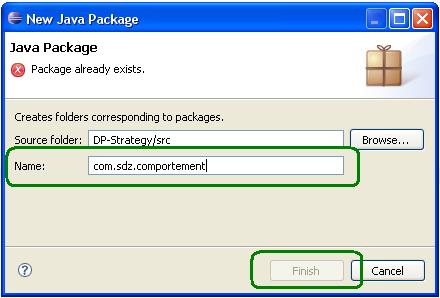 New Java Package
Java Package
Package already exists.
Creates folders corresponding to packages.
Source folder: DP-Strategy/src Browse...
Name: com.sdz.comportement
? Finish Cancel